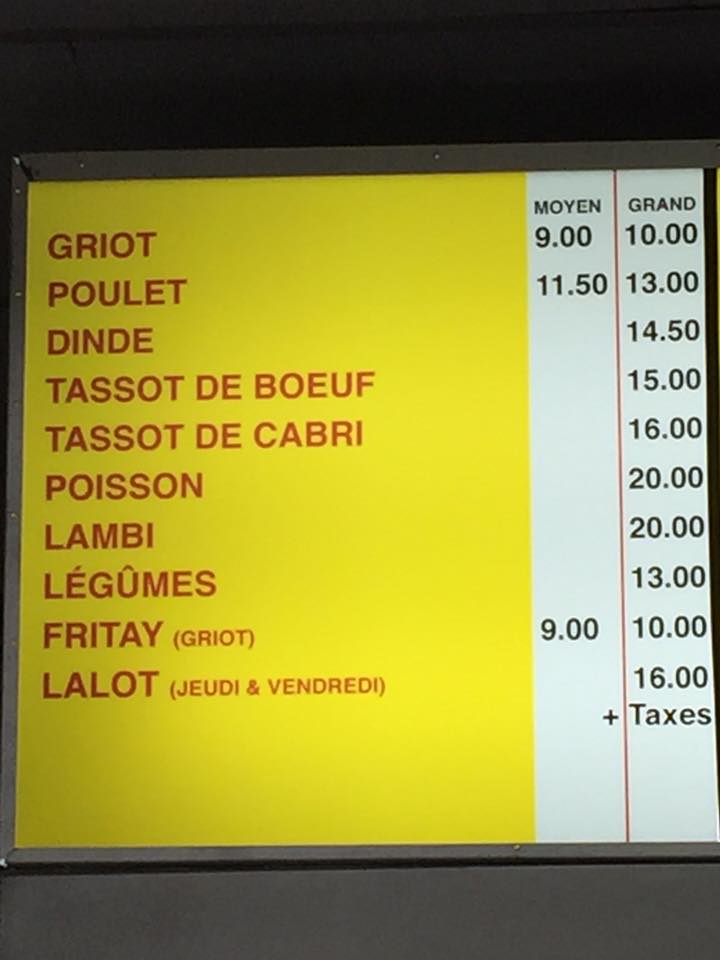 MOYEN GRAND
GRIOT 9.00 10.00
POULET 11.50 13.00
DINDE 14.50
TASSOT DE BOEUF 15.00
TASSOT DE CABRI 16.00
POISSON 20.00
LAMBI 20.00
LÉGÛMES 13.00
FRITAY (GRIOT) 9.00 10.00
LALOT (JEUDI & VENDREDI) 16.00
+ Taxes